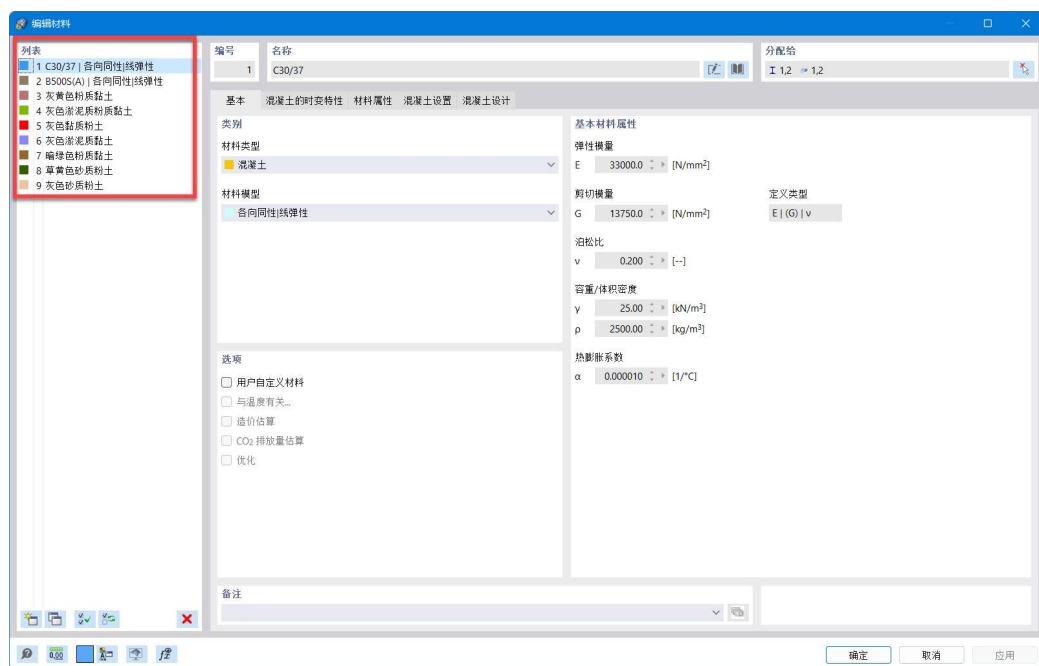 编辑材料
列表
1 C30/37 | 各向同性|线弹性
2 B500S(A) | 各向同性|线弹性
3 灰黄色粉质黏土
4 灰色淤泥质粉质黏土
5 灰色黏质粉土
6 灰色淤泥质黏土
7 暗绿色粉质黏土
8 草黄色砂质粉土
9 灰色砂质粉土
编号
1
名称
C30/37
分配给
1,2 1,2
基本 混凝土的时变特性 材料属性 混凝土设置 混凝土设计
类别
材料类型
混凝土
材料模型
各向同性|线弹性
选项
用户自定义材料
与温度有关...
造价估算
CO2 排放量估算
优化
基本材料属性
弹性模量
E 33000.0 [N/mm²]
剪切模量 定义类型
G 13750.0 [N/mm²] E | (G) | ν
泊松比
ν 0.200 [--]
容重/体积密度
γ 25.00 [kN/m³]
ρ 2500.00 [kg/m³]
热膨胀系数
α 0.000010 [1/°C]
备注
0,00
确定 取消 应用